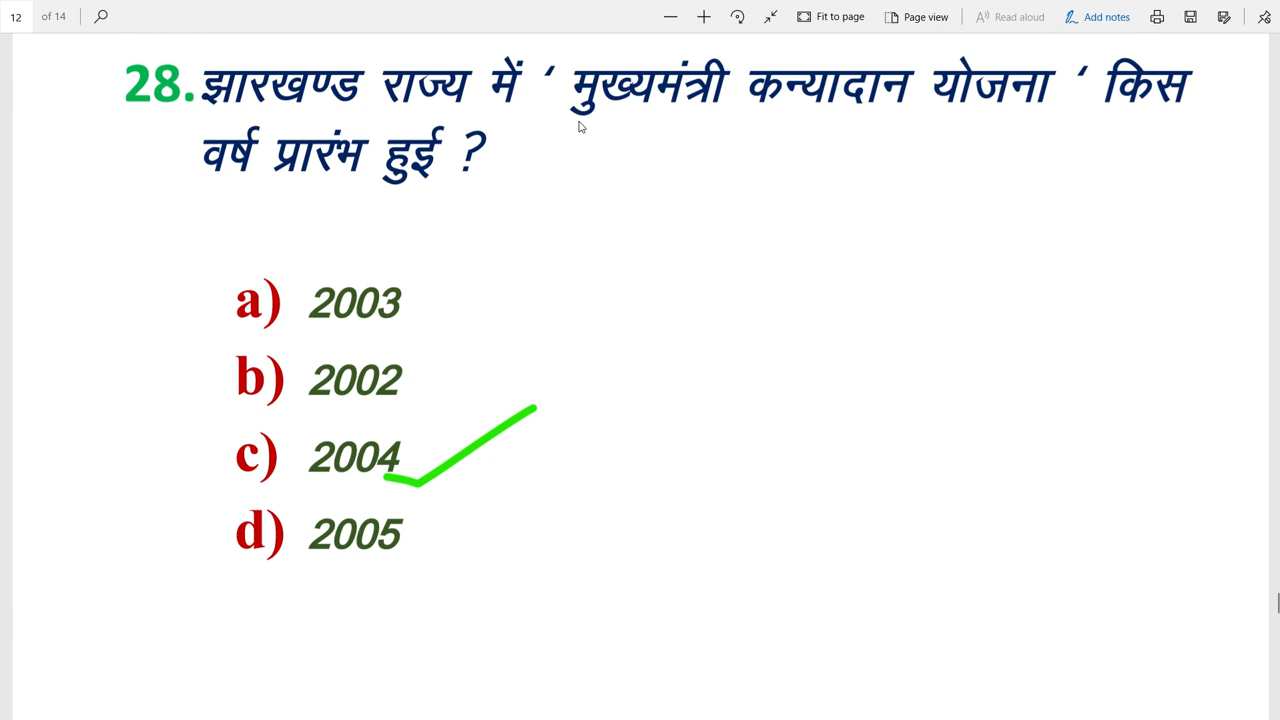 12 of 14 Fit to page Page view Read aloud Add notes
28. झारखण्ड राज्य में ‘ मुख्यमंत्री कन्यादान योजना ‘ किस
वर्ष प्रारंभ हुई ?
a) 2003
b) 2002
c) 2004
d) 2005